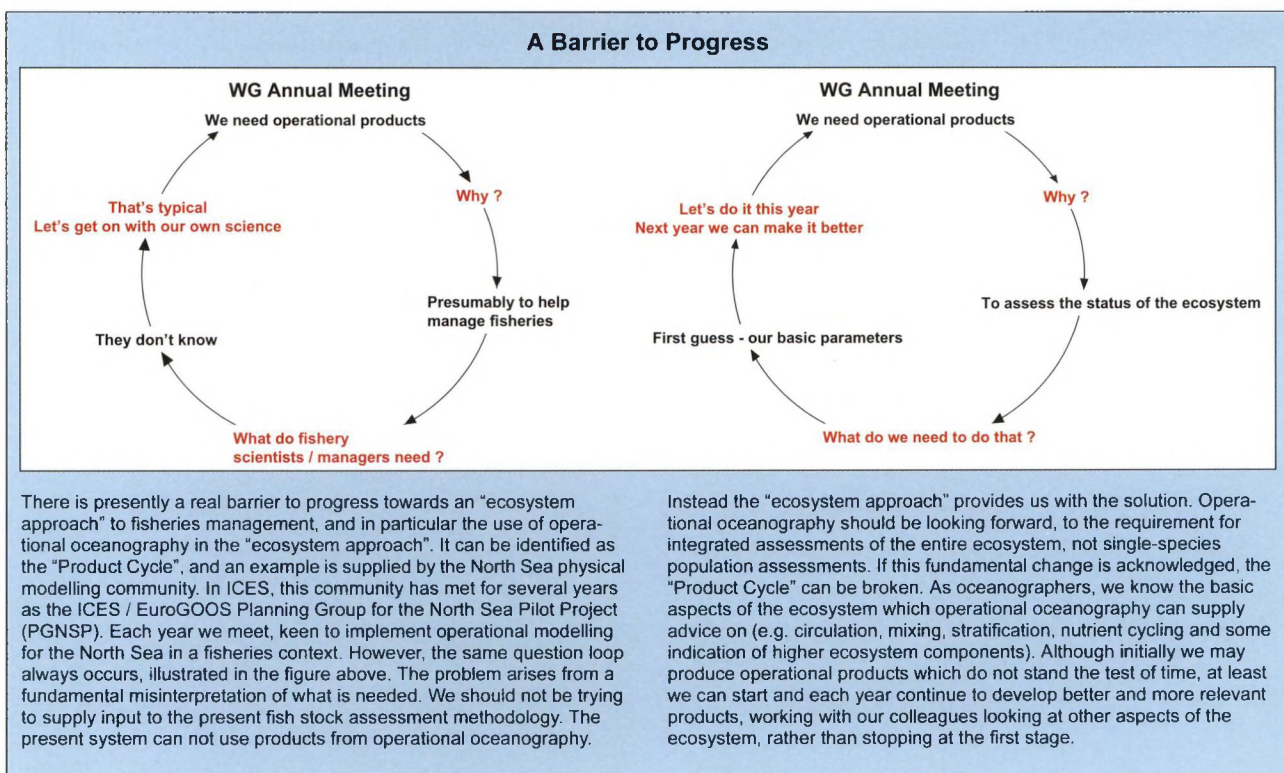 A Barrier to Progress
WG Annual Meeting
We need operational products
Why ?
Presumably to help
manage fisheries
What do fishery
scientists / managers need ?
They don't know
That's typical
Let's get on with our own science
WG Annual Meeting
We need operational products
Why ?
To assess the status of the ecosystem
What do we need to do that ?
First guess - our basic parameters
Let's do it this year
Next year we can make it better
There is presently a real barrier to progress towards an “ecosystem
approach” to fisheries management, and in particular the use of opera-
tional oceanography in the “ecosystem approach”. It can be identified as
the “Product Cycle”, and an example is supplied by the North Sea physical
modelling community. In ICES, this community has met for several years
as the ICES / EuroGOOS Planning Group for the North Sea Pilot Project
(PGNSP). Each year we meet, keen to implement operational modelling
for the North Sea in a fisheries context. However, the same question loop
always occurs, illustrated in the figure above. The problem arises from a
fundamental misinterpretation of what is needed. We should not be trying
to supply input to the present fish stock assessment methodology. The
present system can not use products from operational oceanography.
Instead the “ecosystem approach” provides us with the solution. Opera-
tional oceanography should be looking forward, to the requirement for
integrated assessments of the entire ecosystem, not single-species
population assessments. If this fundamental change is acknowledged, the
“Product Cycle” can be broken. As oceanographers, we know the basic
aspects of the ecosystem which operational oceanography can supply
advice on (e.g. circulation, mixing, stratification, nutrient cycling and some
indication of higher ecosystem components). Although initially we may
produce operational products which do not stand the test of time, at least
we can start and each year continue to develop better and more relevant
products, working with our colleagues looking at other aspects of the
ecosystem, rather than stopping at the first stage.